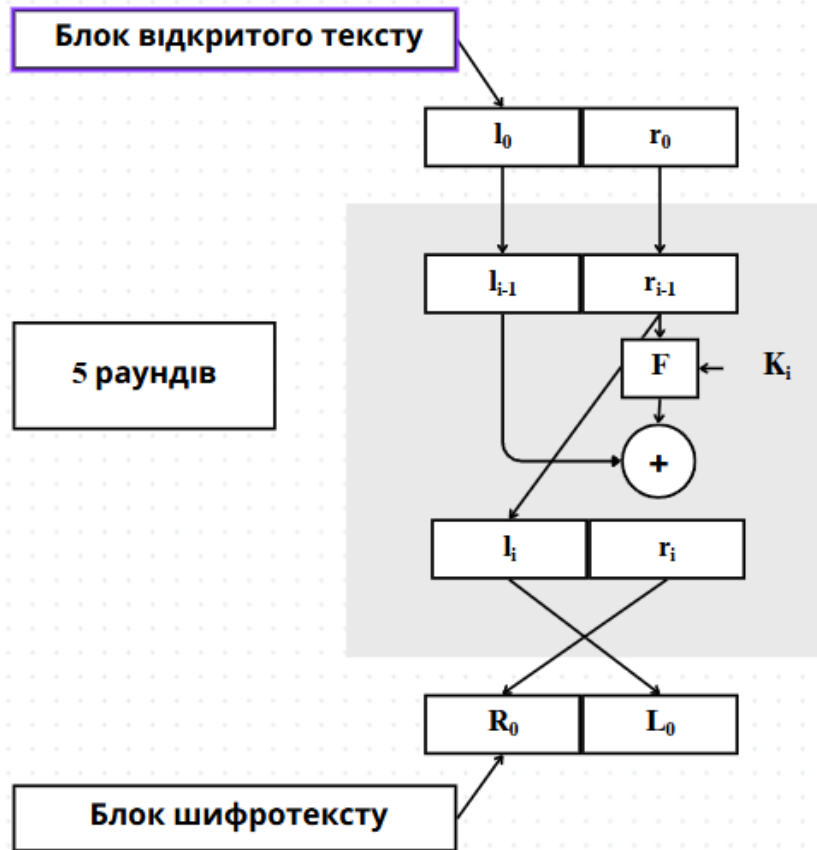 Блок відкритого тексту
l₀ r₀
lᵢ₋₁ rᵢ₋₁
5 раундів
F Kᵢ
+
lᵢ rᵢ
R₀ L₀
Блок шифротексту